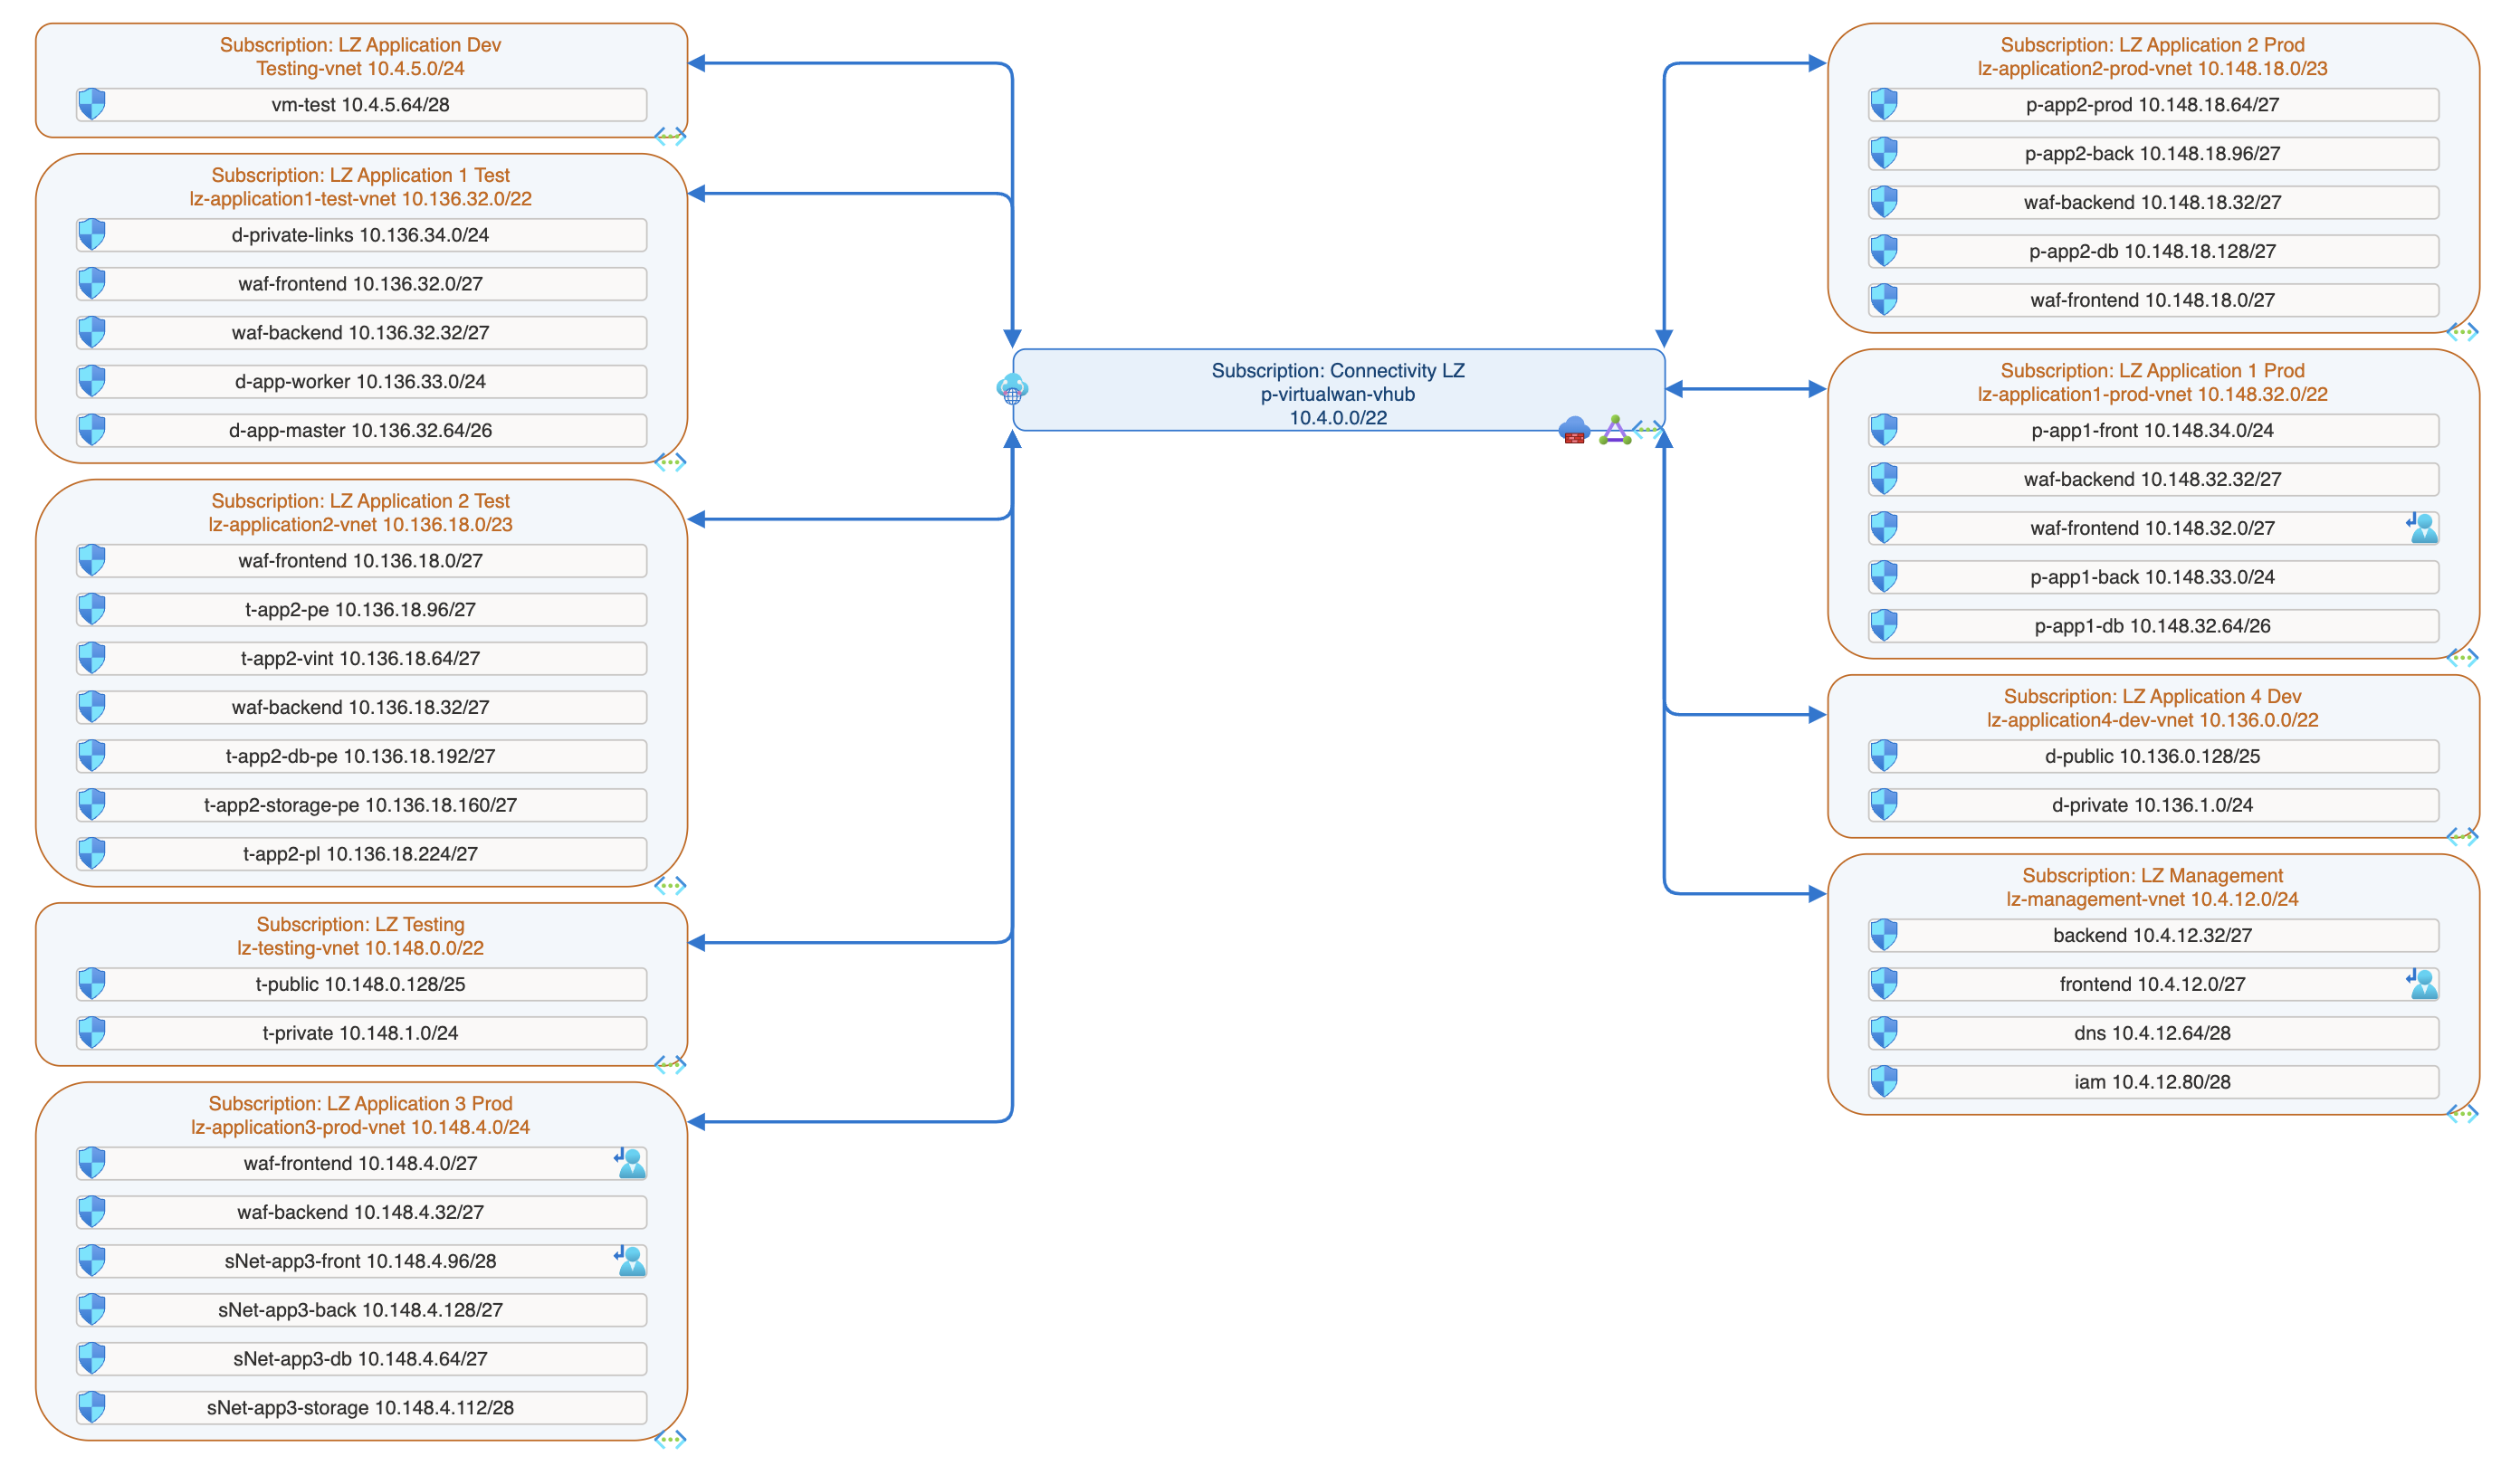 Subscription: LZ Application Dev
Testing-vnet 10.4.5.0/24
vm-test 10.4.5.64/28
Subscription: LZ Application 1 Test
lz-application1-test-vnet 10.136.32.0/22
d-private-links 10.136.34.0/24
waf-frontend 10.136.32.0/27
waf-backend 10.136.32.32/27
d-app-worker 10.136.33.0/24
d-app-master 10.136.32.64/26
Subscription: LZ Application 2 Test
lz-application2-vnet 10.136.18.0/23
waf-frontend 10.136.18.0/27
t-app2-pe 10.136.18.96/27
t-app2-vint 10.136.18.64/27
waf-backend 10.136.18.32/27
t-app2-db-pe 10.136.18.192/27
t-app2-storage-pe 10.136.18.160/27
t-app2-pl 10.136.18.224/27
Subscription: LZ Testing
lz-testing-vnet 10.148.0.0/22
t-public 10.148.0.128/25
t-private 10.148.1.0/24
Subscription: LZ Application 3 Prod
lz-application3-prod-vnet 10.148.4.0/24
waf-frontend 10.148.4.0/27
waf-backend 10.148.4.32/27
sNet-app3-front 10.148.4.96/28
sNet-app3-back 10.148.4.128/27
sNet-app3-db 10.148.4.64/27
sNet-app3-storage 10.148.4.112/28
Subscription: Connectivity LZ
p-virtualwan-vhub
10.4.0.0/22
Subscription: LZ Application 2 Prod
lz-application2-prod-vnet 10.148.18.0/23
p-app2-prod 10.148.18.64/27
p-app2-back 10.148.18.96/27
waf-backend 10.148.18.32/27
p-app2-db 10.148.18.128/27
waf-frontend 10.148.18.0/27
Subscription: LZ Application 1 Prod
lz-application1-prod-vnet 10.148.32.0/22
p-app1-front 10.148.34.0/24
waf-backend 10.148.32.32/27
waf-frontend 10.148.32.0/27
p-app1-back 10.148.33.0/24
p-app1-db 10.148.32.64/26
Subscription: LZ Application 4 Dev
lz-application4-dev-vnet 10.136.0.0/22
d-public 10.136.0.128/25
d-private 10.136.1.0/24
Subscription: LZ Management
lz-management-vnet 10.4.12.0/24
backend 10.4.12.32/27
frontend 10.4.12.0/27
dns 10.4.12.64/28
iam 10.4.12.80/28